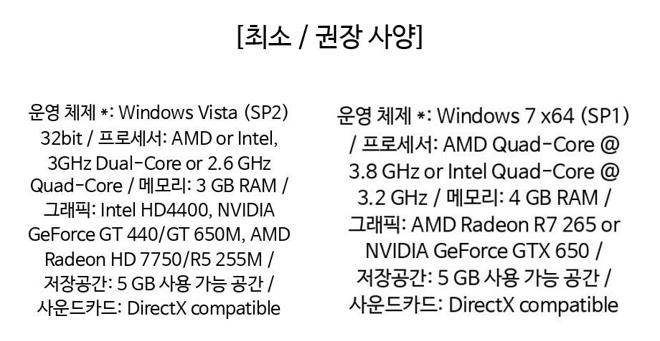 [최소 / 권장 사양]
운영 체제 *: Windows Vista (SP2)
32bit / 프로세서: AMD or Intel,
3GHz Dual-Core or 2.6 GHz
Quad-Core / 메모리: 3 GB RAM /
그래픽: Intel HD4400, NVIDIA
GeForce GT 440/GT 650M, AMD
Radeon HD 7750/R5 255M /
저장공간: 5 GB 사용 가능 공간 /
사운드카드: DirectX compatible
운영 체제 *: Windows 7 x64 (SP1)
/ 프로세서: AMD Quad-Core @
3.8 GHz or Intel Quad-Core @
3.2 GHz / 메모리: 4 GB RAM /
그래픽: AMD Radeon R7 265 or
NVIDIA GeForce GTX 650 /
저장공간: 5 GB 사용 가능 공간 /
사운드카드: DirectX compatible